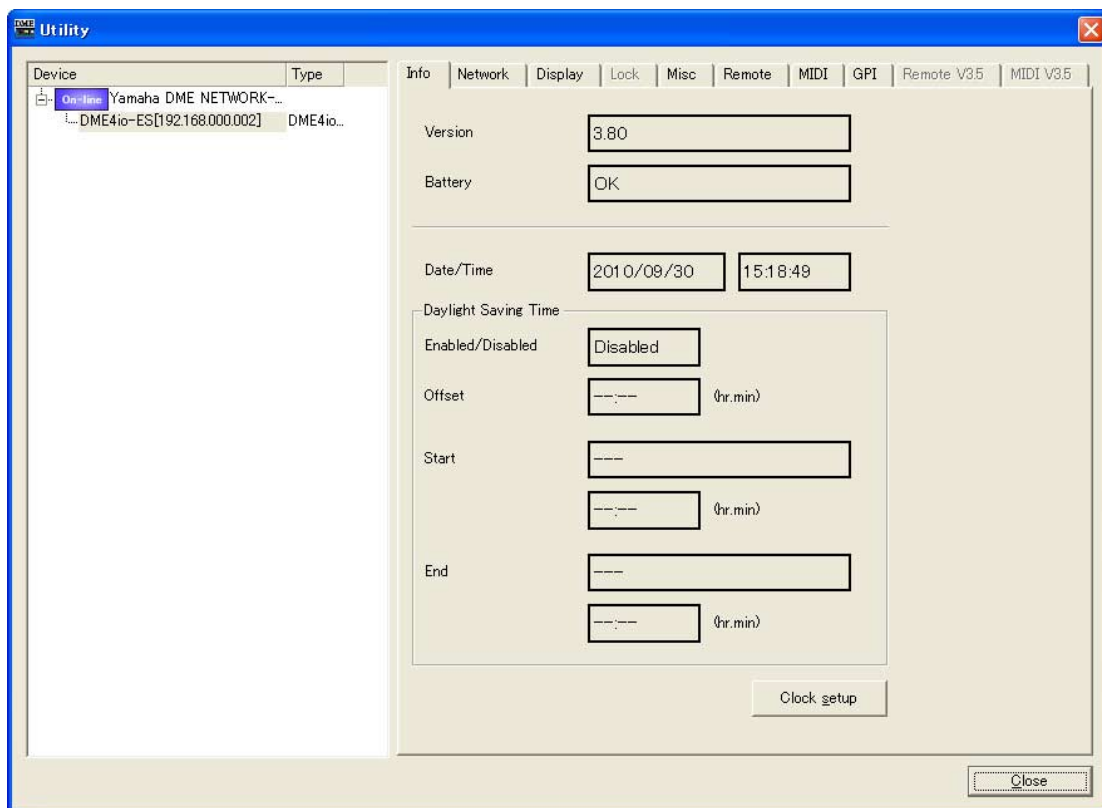 DME Utility
Device Type
On-line Yamaha DME NETWORK-...
DME4io-ES[192.168.000.002] DME4io...
Info Network Display Lock Misc Remote MIDI GPI Remote V3.5 MIDI V3.5
Version 3.80
Battery OK
Date/Time 2010/09/30 15:18:49
Daylight Saving Time
Enabled/Disabled Disabled
Offset --:-- (hr.min)
Start ---
--:-- (hr.min)
End ---
--:-- (hr.min)
Clock setup
Close